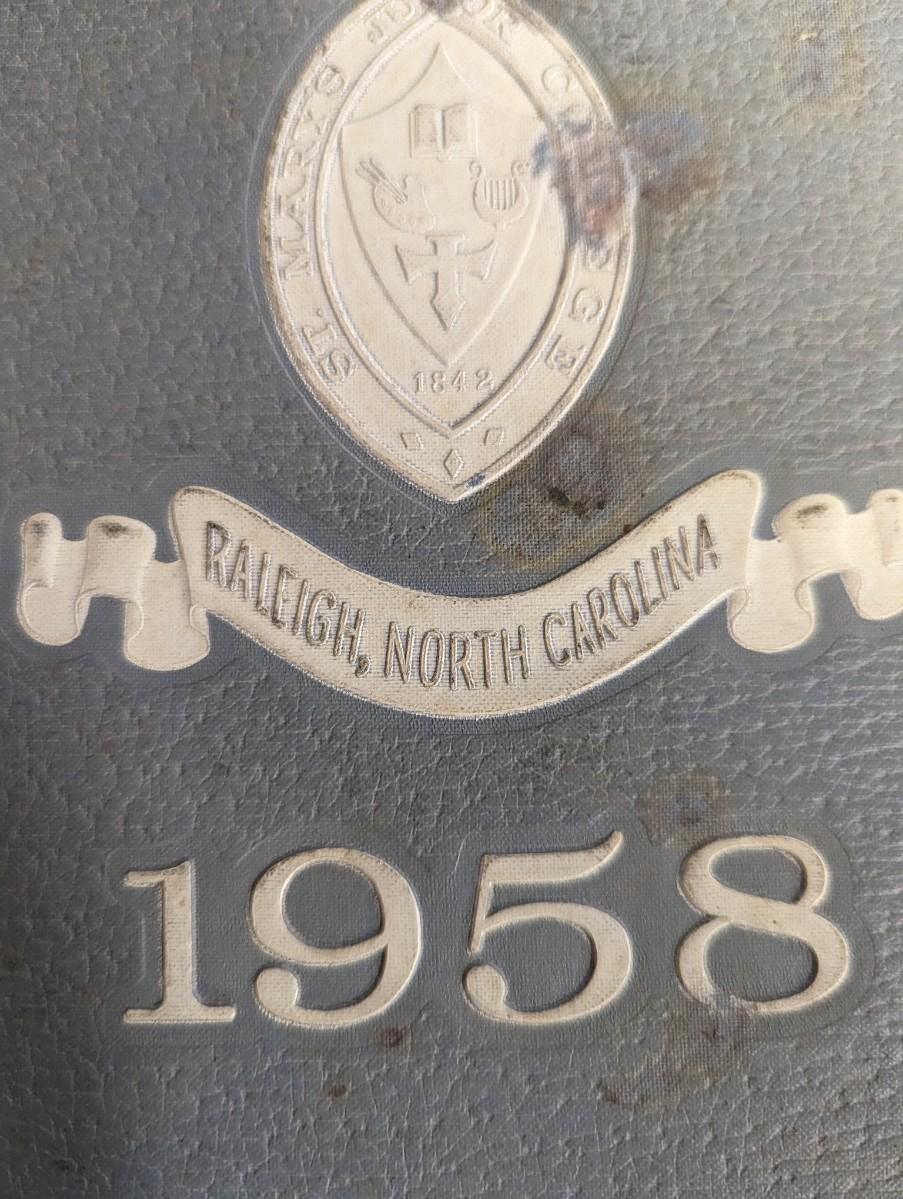 ST. MARY'S JUNIOR COLLEGE
1842
RALEIGH, NORTH CAROLINA
1958